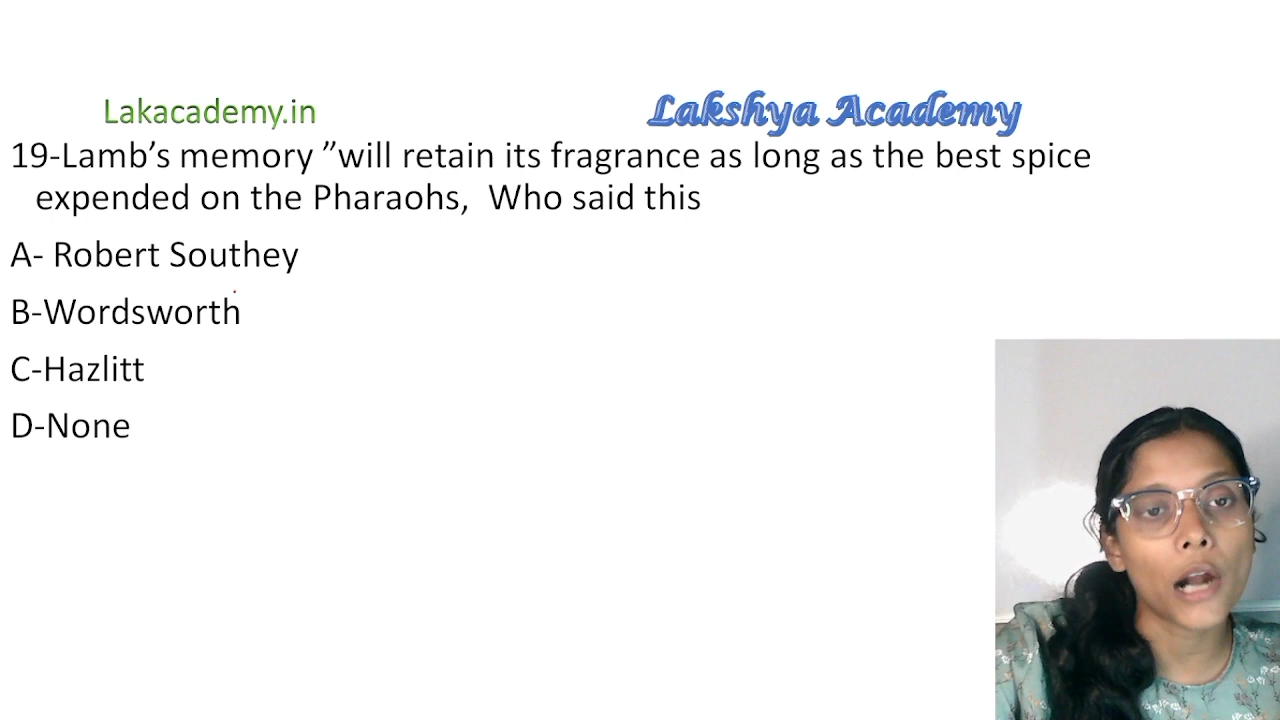 Lakacademy.in Lakshya Academy
19-Lamb’s memory ”will retain its fragrance as long as the best spice
expended on the Pharaohs, Who said this
A- Robert Southey
B-Wordsworth
C-Hazlitt
D-None